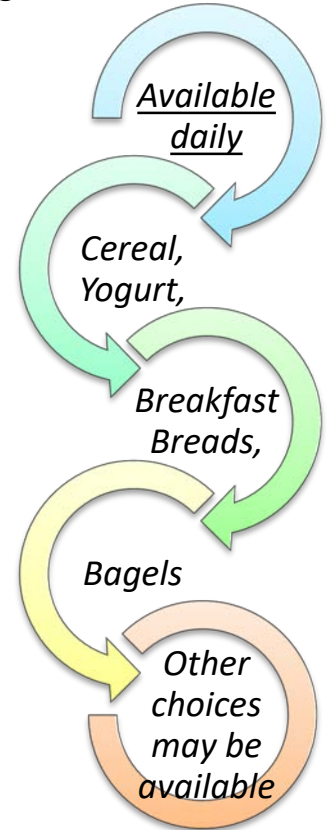 Available
daily
Cereal,
Yogurt,
Breakfast
Breads,
Bagels
Other
choices
may be
available